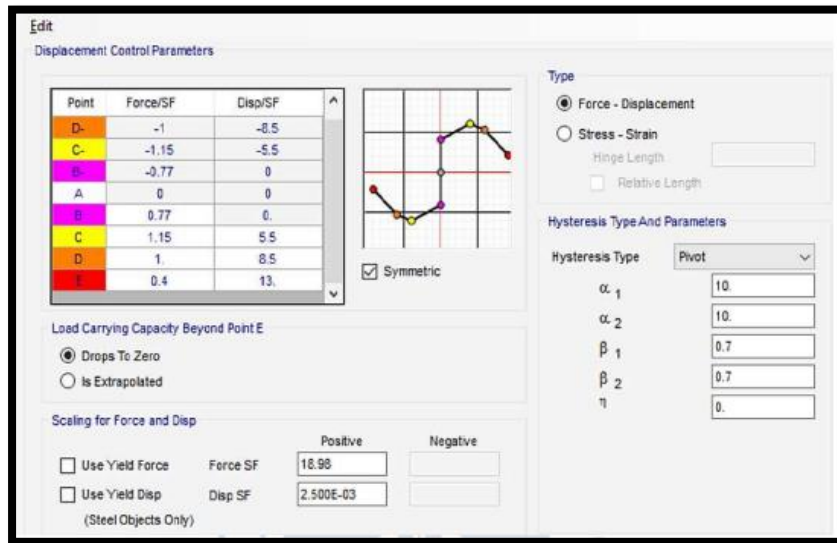 Edit
Displacement Control Parameters
Point Force/SF Disp/SF
D- -1 -8.5
C- -1.15 -5.5
B- -0.77 0
A 0 0
B 0.77 0.
C 1.15 5.5
D 1. 8.5
E 0.4 13.
Symmetric
Load Carrying Capacity Beyond Point E
Drops To Zero
Is Extrapolated
Scaling for Force and Disp
Positive Negative
Use Yield Force Force SF 18.98
Use Yield Disp Disp SF 2.500E-03
(Steel Objects Only)
Type
Force - Displacement
Stress - Strain
Hinge Length
Relative Length
Hysteresis Type And Parameters
Hysteresis Type Pivot
α 1 10.
α 2 10.
β 1 0.7
β 2 0.7
η 0.